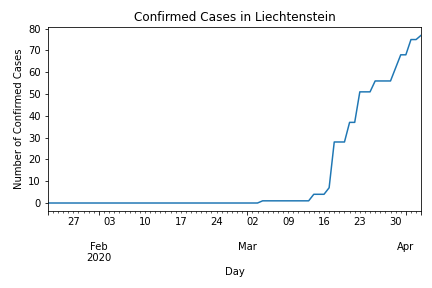 Confirmed Cases in Liechtenstein
Number of Confirmed Cases
80
70
60
50
40
30
20
10
0
27 03 10 17 24 02 09 16 23 30
Feb Mar Apr
2020
Day